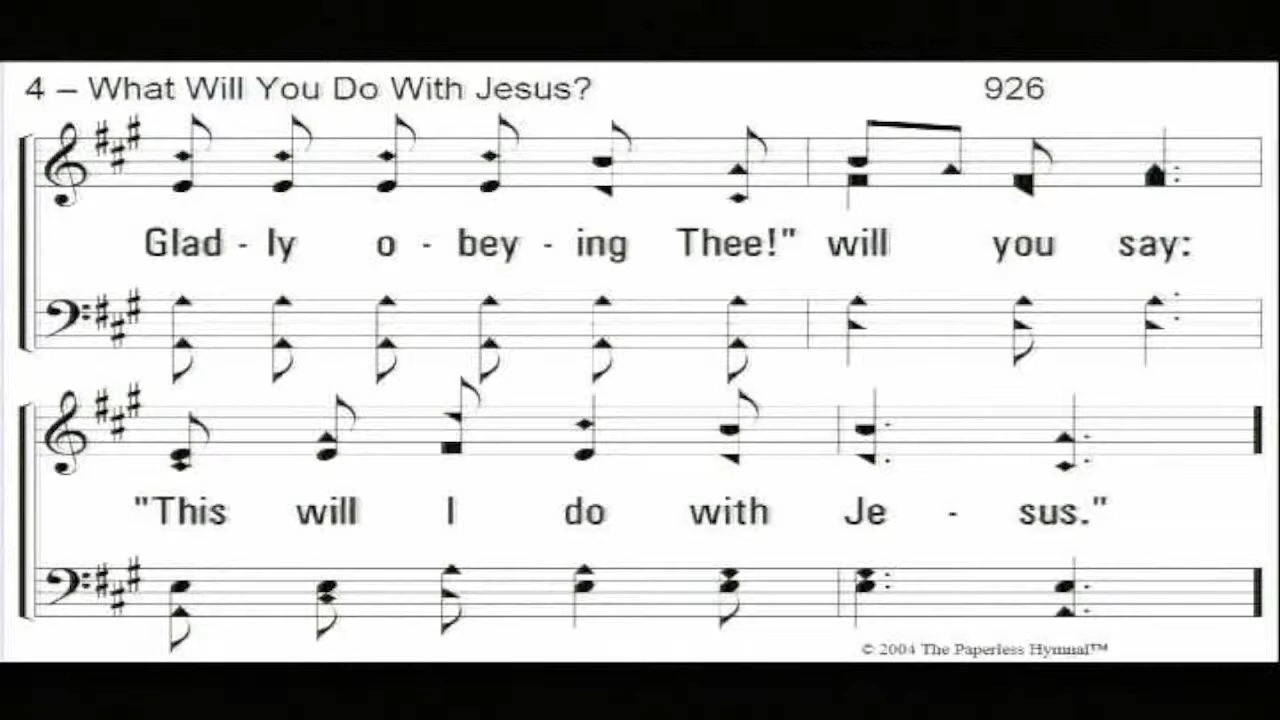 4 – What Will You Do With Jesus? 926
Glad - ly o - bey - ing Thee!" will you say:
"This will I do with Je - sus."
© 2004 The Paperless Hymnal™